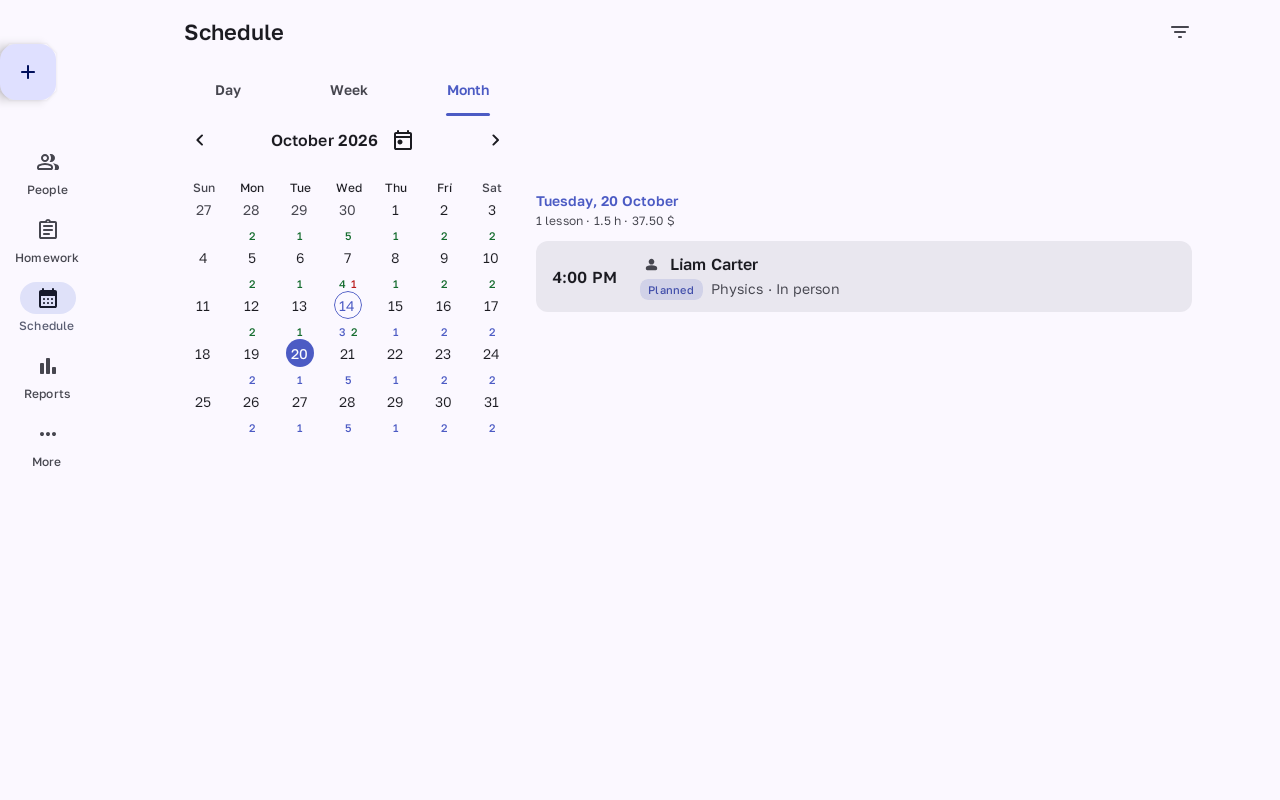 Schedule
Day Week Month
October 2026
Sun Mon Tue Wed Thu Fri Sat
27 28 29 30 1 2 3
2 1 5 1 2 2
4 5 6 7 8 9 10
2 1 4 1 1 2 2
11 12 13 14 15 16 17
2 1 3 2 1 2 2
18 19 20 21 22 23 24
2 1 5 1 2 2
25 26 27 28 29 30 31
2 1 5 1 2 2
People
Homework
Schedule
Reports
More
Tuesday, 20 October
1 lesson · 1.5 h · 37.50 $
4:00 PM
Liam Carter
Planned Physics · In person